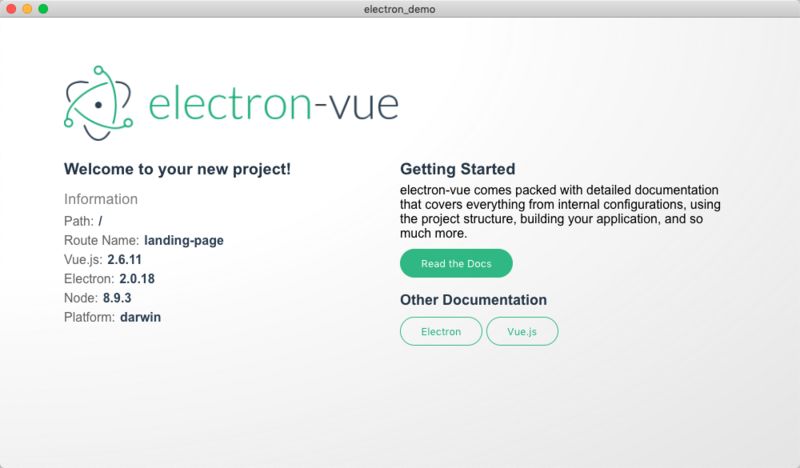 electron_demo
electron-vue
Welcome to your new project!
Information
Path: /
Route Name: landing-page
Vue.js: 2.6.11
Electron: 2.0.18
Node: 8.9.3
Platform: darwin
Getting Started
electron-vue comes packed with detailed documentation
that covers everything from internal configurations, using
the project structure, building your application, and so
much more.
Read the Docs
Other Documentation
Electron
Vue.js